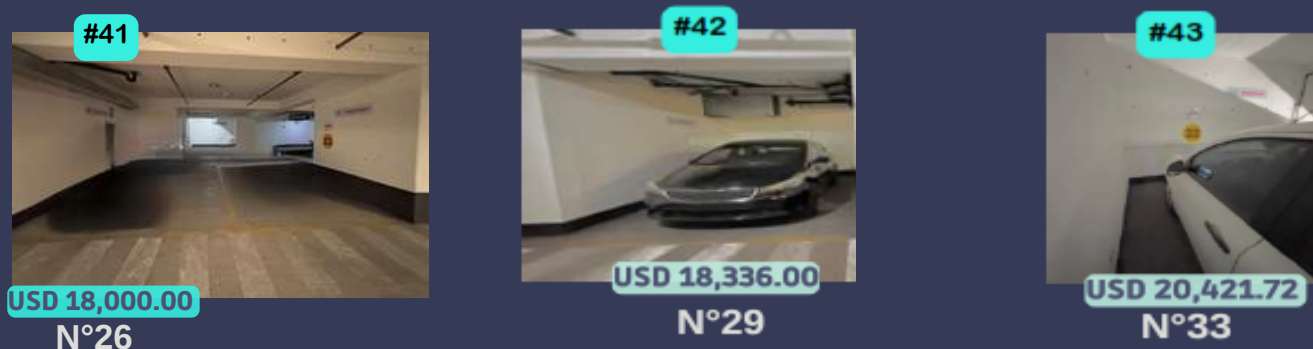 #41
#42
#43
USD 18,000.00
USD 18,336.00
USD 20,421.72
N°26
N°29
N°33